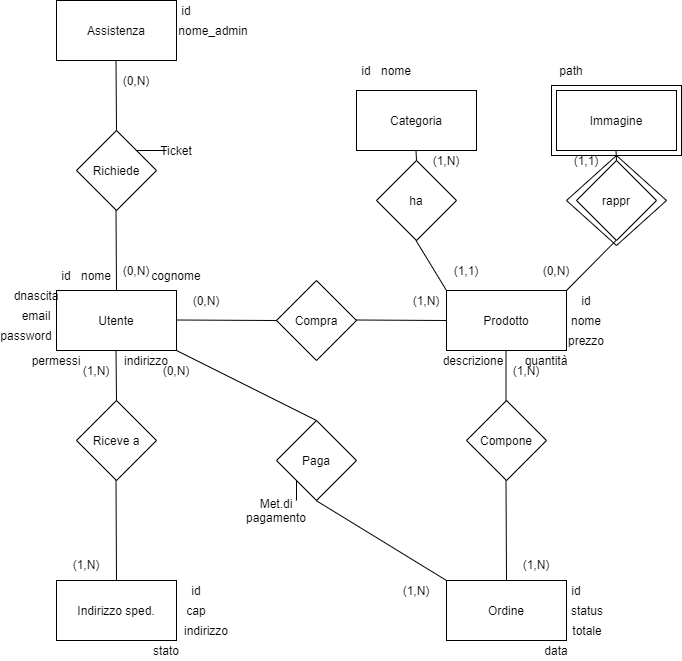 id
Assistenza
nome_admin
(0,N)
id nome
path
Categoria
Immagine
Ticket
Richiede
(1,N)
(1,1)
ha
rappr
id nome
(0,N)
cognome
(1,1)
(0,N)
dnascita
email
password
Utente
(0,N)
Compra
(1,N)
Prodotto
id
nome
prezzo
permessi
indirizzo
descrizione
quantità
(1,N)
(0,N)
(1,N)
Riceve a
Paga
Compone
Met.di
pagamento
(1,N)
(1,N)
(1,N)
Indirizzo sped.
id
cap
indirizzo
stato
Ordine
id
status
totale
data